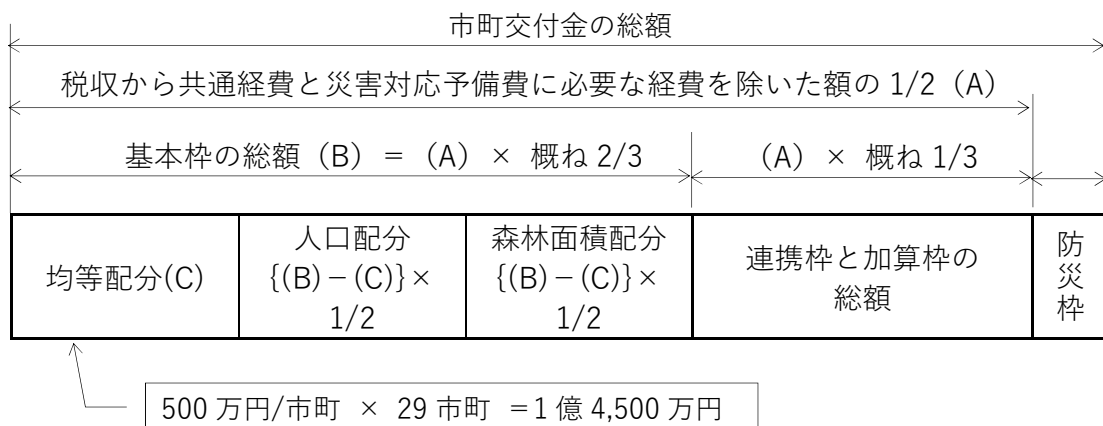 市町交付金の総額
税収から共通経費と災害対応予備費に必要な経費を除いた額の 1/2（A）
基本枠の総額（B）＝（A）× 概ね 2/3
（A）× 概ね 1/3
均等配分(C)
人口配分
{(B)－(C)}×
1/2
森林面積配分
{(B)－(C)}×
1/2
連携枠と加算枠の
総額
防災枠
500 万円/市町 × 29 市町 ＝1 億 4,500 万円